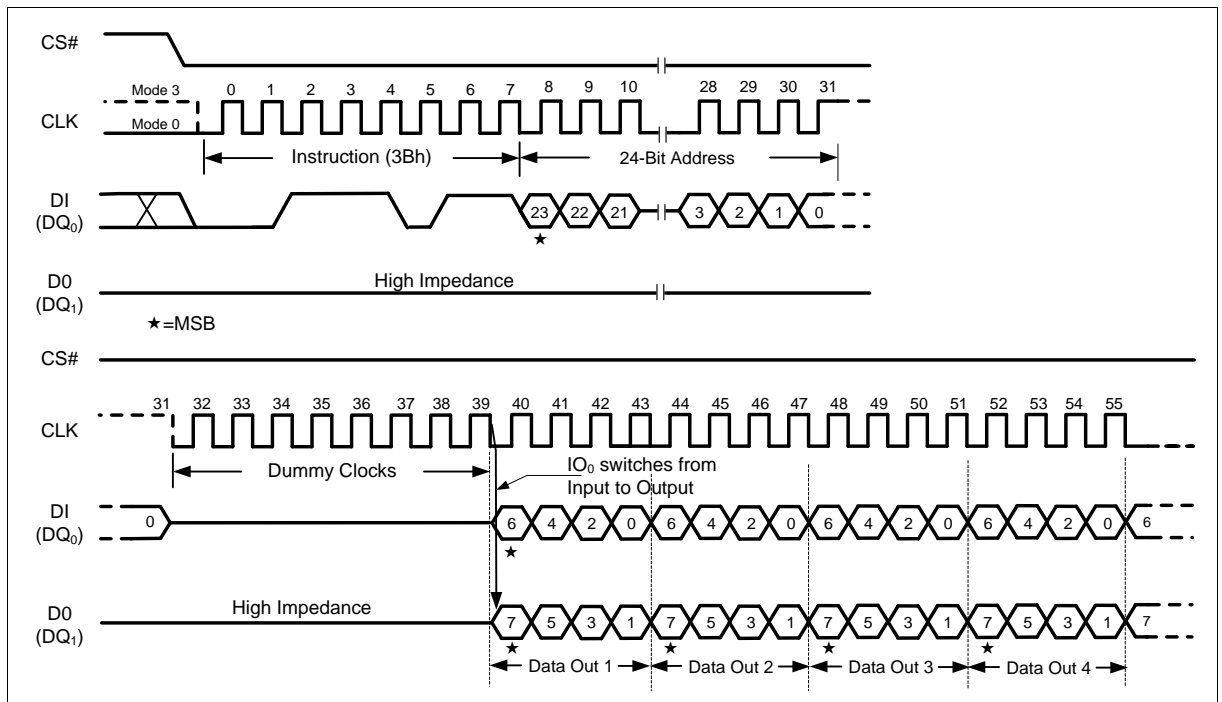 CS#
Mode 3 0 1 2 3 4 5 6 7 8 9 10 28 29 30 31
CLK
Mode 0
Instruction (3Bh) 24-Bit Address
DI
(DQ0)
23 22 21 3 2 1 0
★
D0
(DQ1)
High Impedance
★=MSB
CS#
31 32 33 34 35 36 37 38 39 40 41 42 43 44 45 46 47 48 49 50 51 52 53 54 55
CLK
Dummy Clocks
IO0 switches from
Input to Output
DI
(DQ0)
0 6 4 2 0 6 4 2 0 6 4 2 0 6 4 2 0 6
★
D0
(DQ1)
High Impedance
7 5 3 1 7 5 3 1 7 5 3 1 7 5 3 1 7
★ ★ ★ ★
Data Out 1 Data Out 2 Data Out 3 Data Out 4